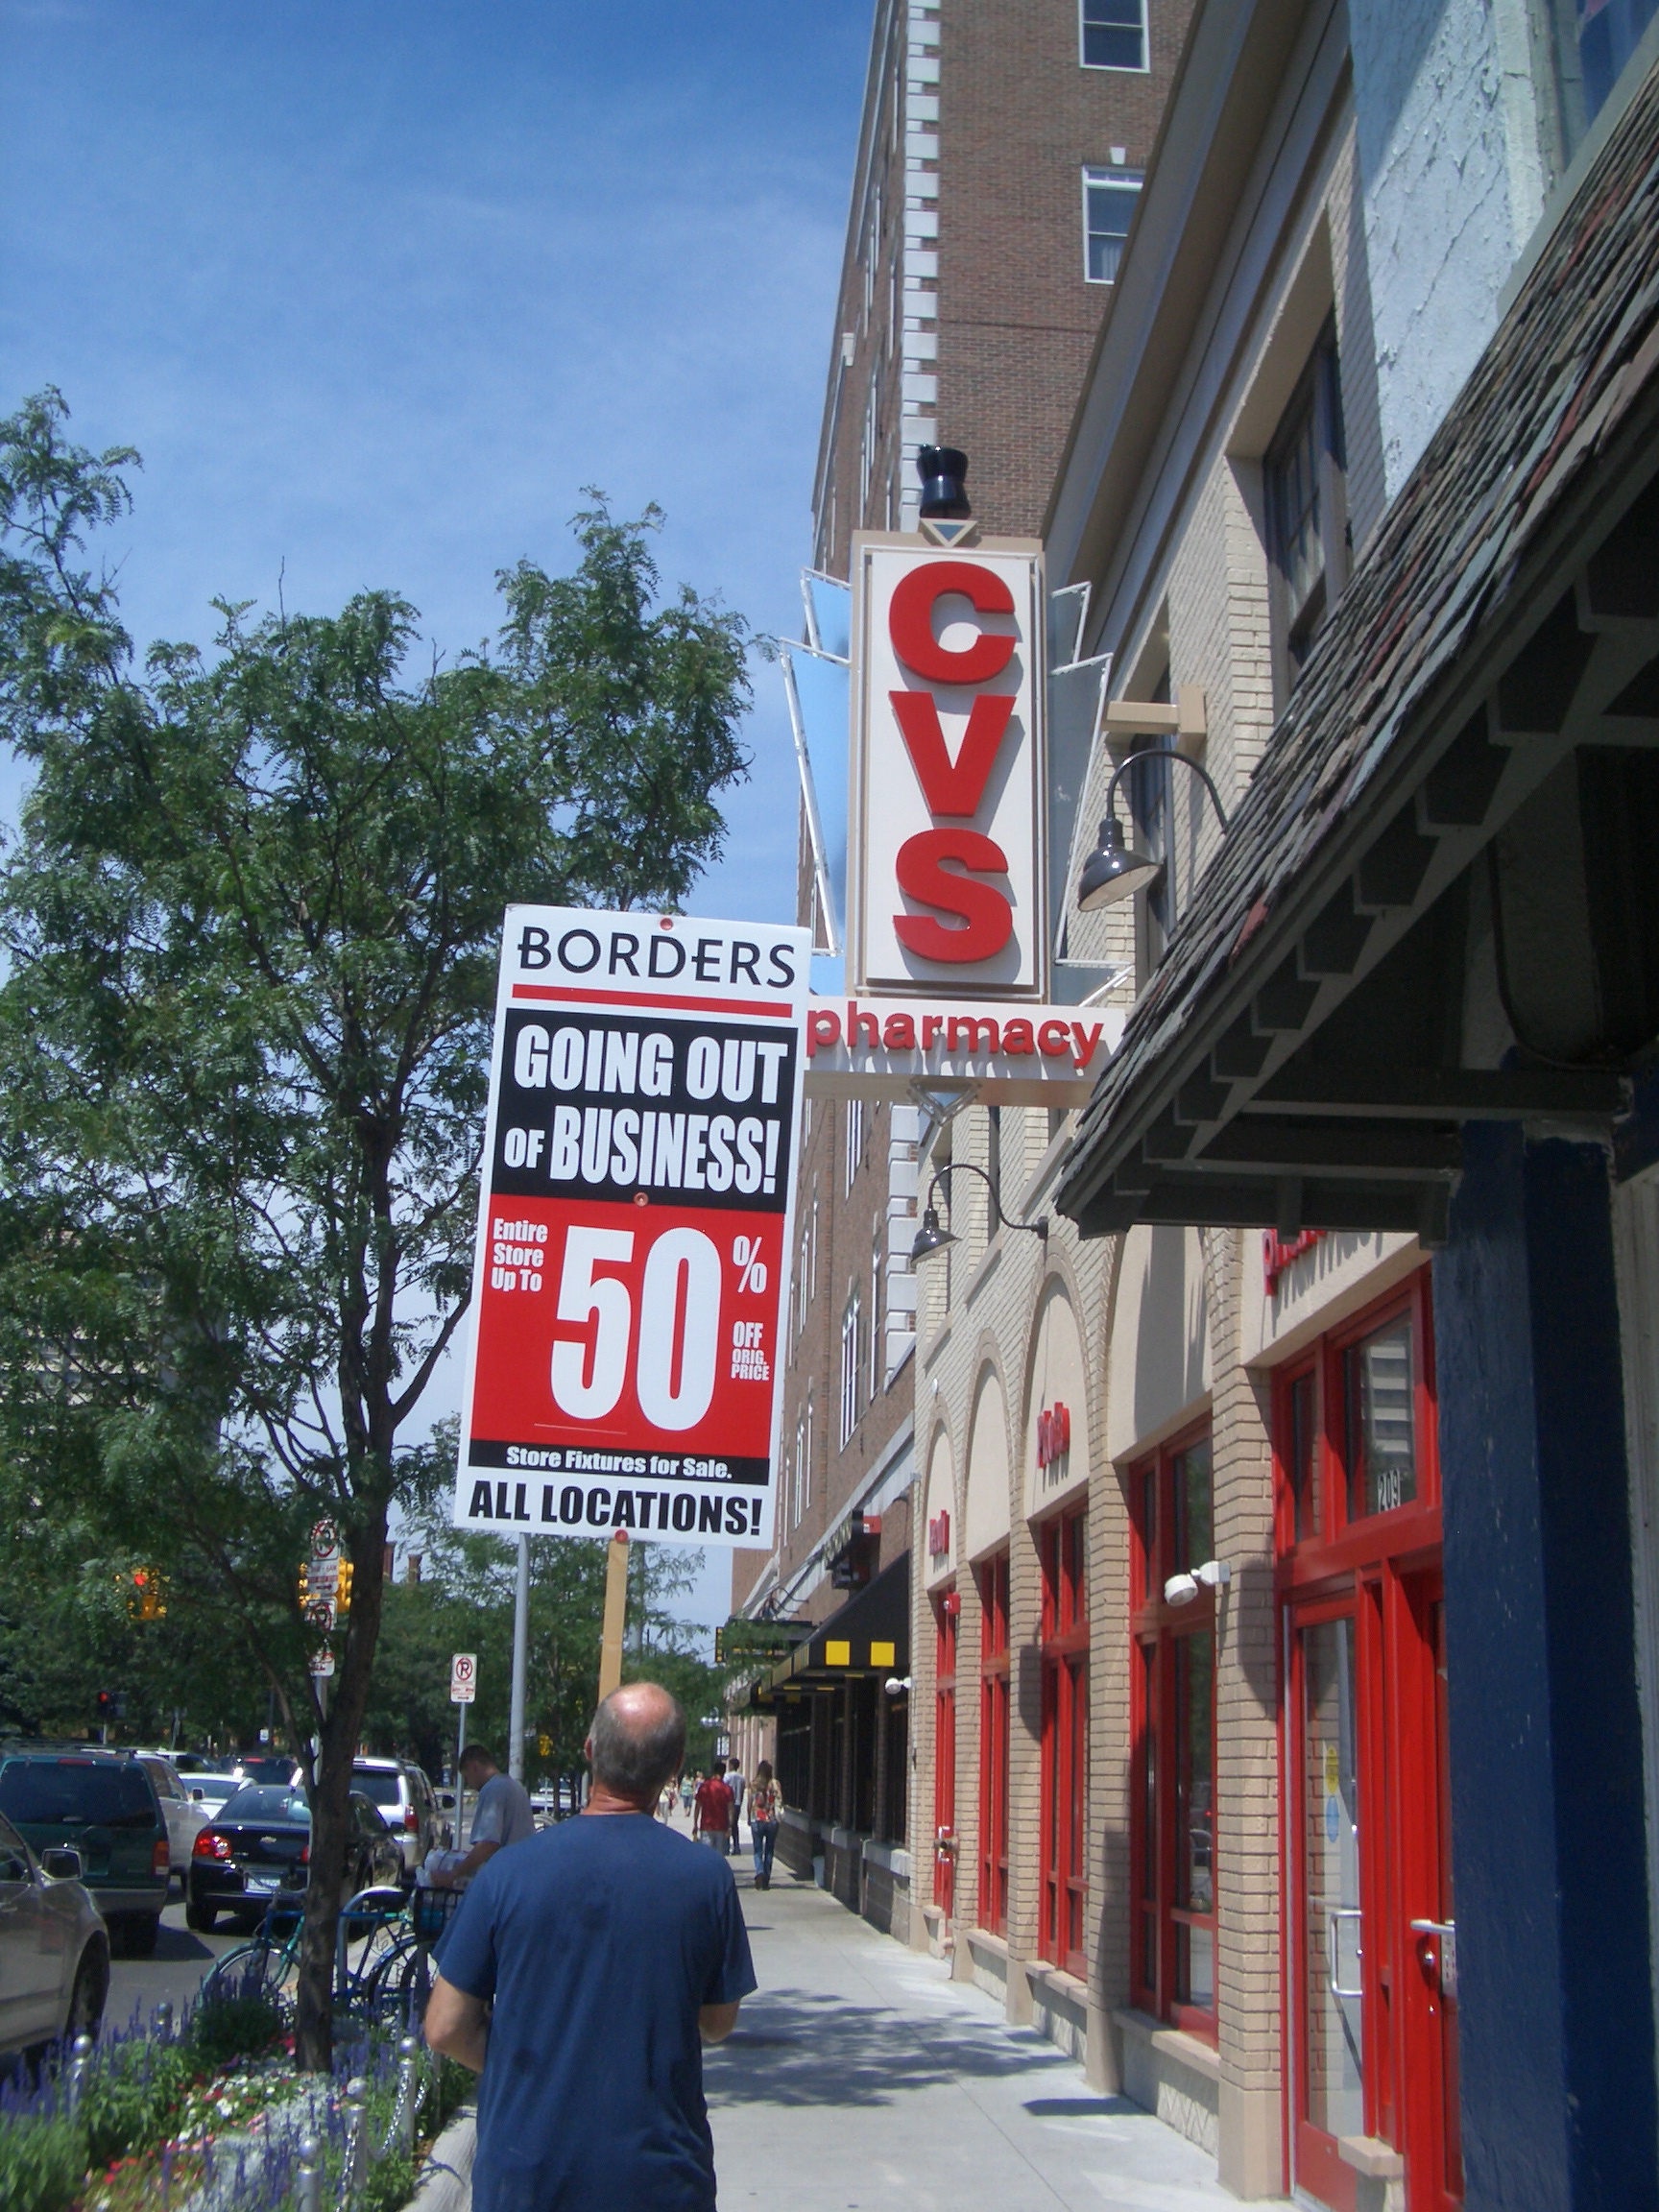 CVS
pharmacy
BORDERS
GOING OUT
OF BUSINESS!
Entire
Store
Up To
50
%
OFF
ORIG.
PRICE
Store Fixtures for Sale.
ALL LOCATIONS!
209